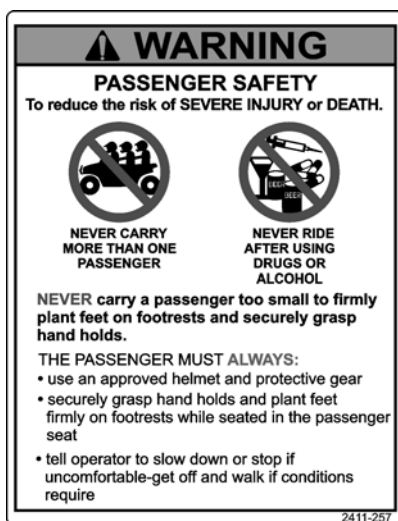 WARNING
PASSENGER SAFETY
To reduce the risk of SEVERE INJURY or DEATH.
NEVER CARRY
MORE THAN ONE
PASSENGER
NEVER RIDE
AFTER USING
DRUGS OR
ALCOHOL
BEER
BEER
NEVER carry a passenger too small to firmly
plant feet on footrests and securely grasp
hand holds.
THE PASSENGER MUST ALWAYS:
• use an approved helmet and protective gear
• securely grasp hand holds and plant feet
firmly on footrests while seated in the passenger
seat
• tell operator to slow down or stop if
uncomfortable-get off and walk if conditions
require
2411-257